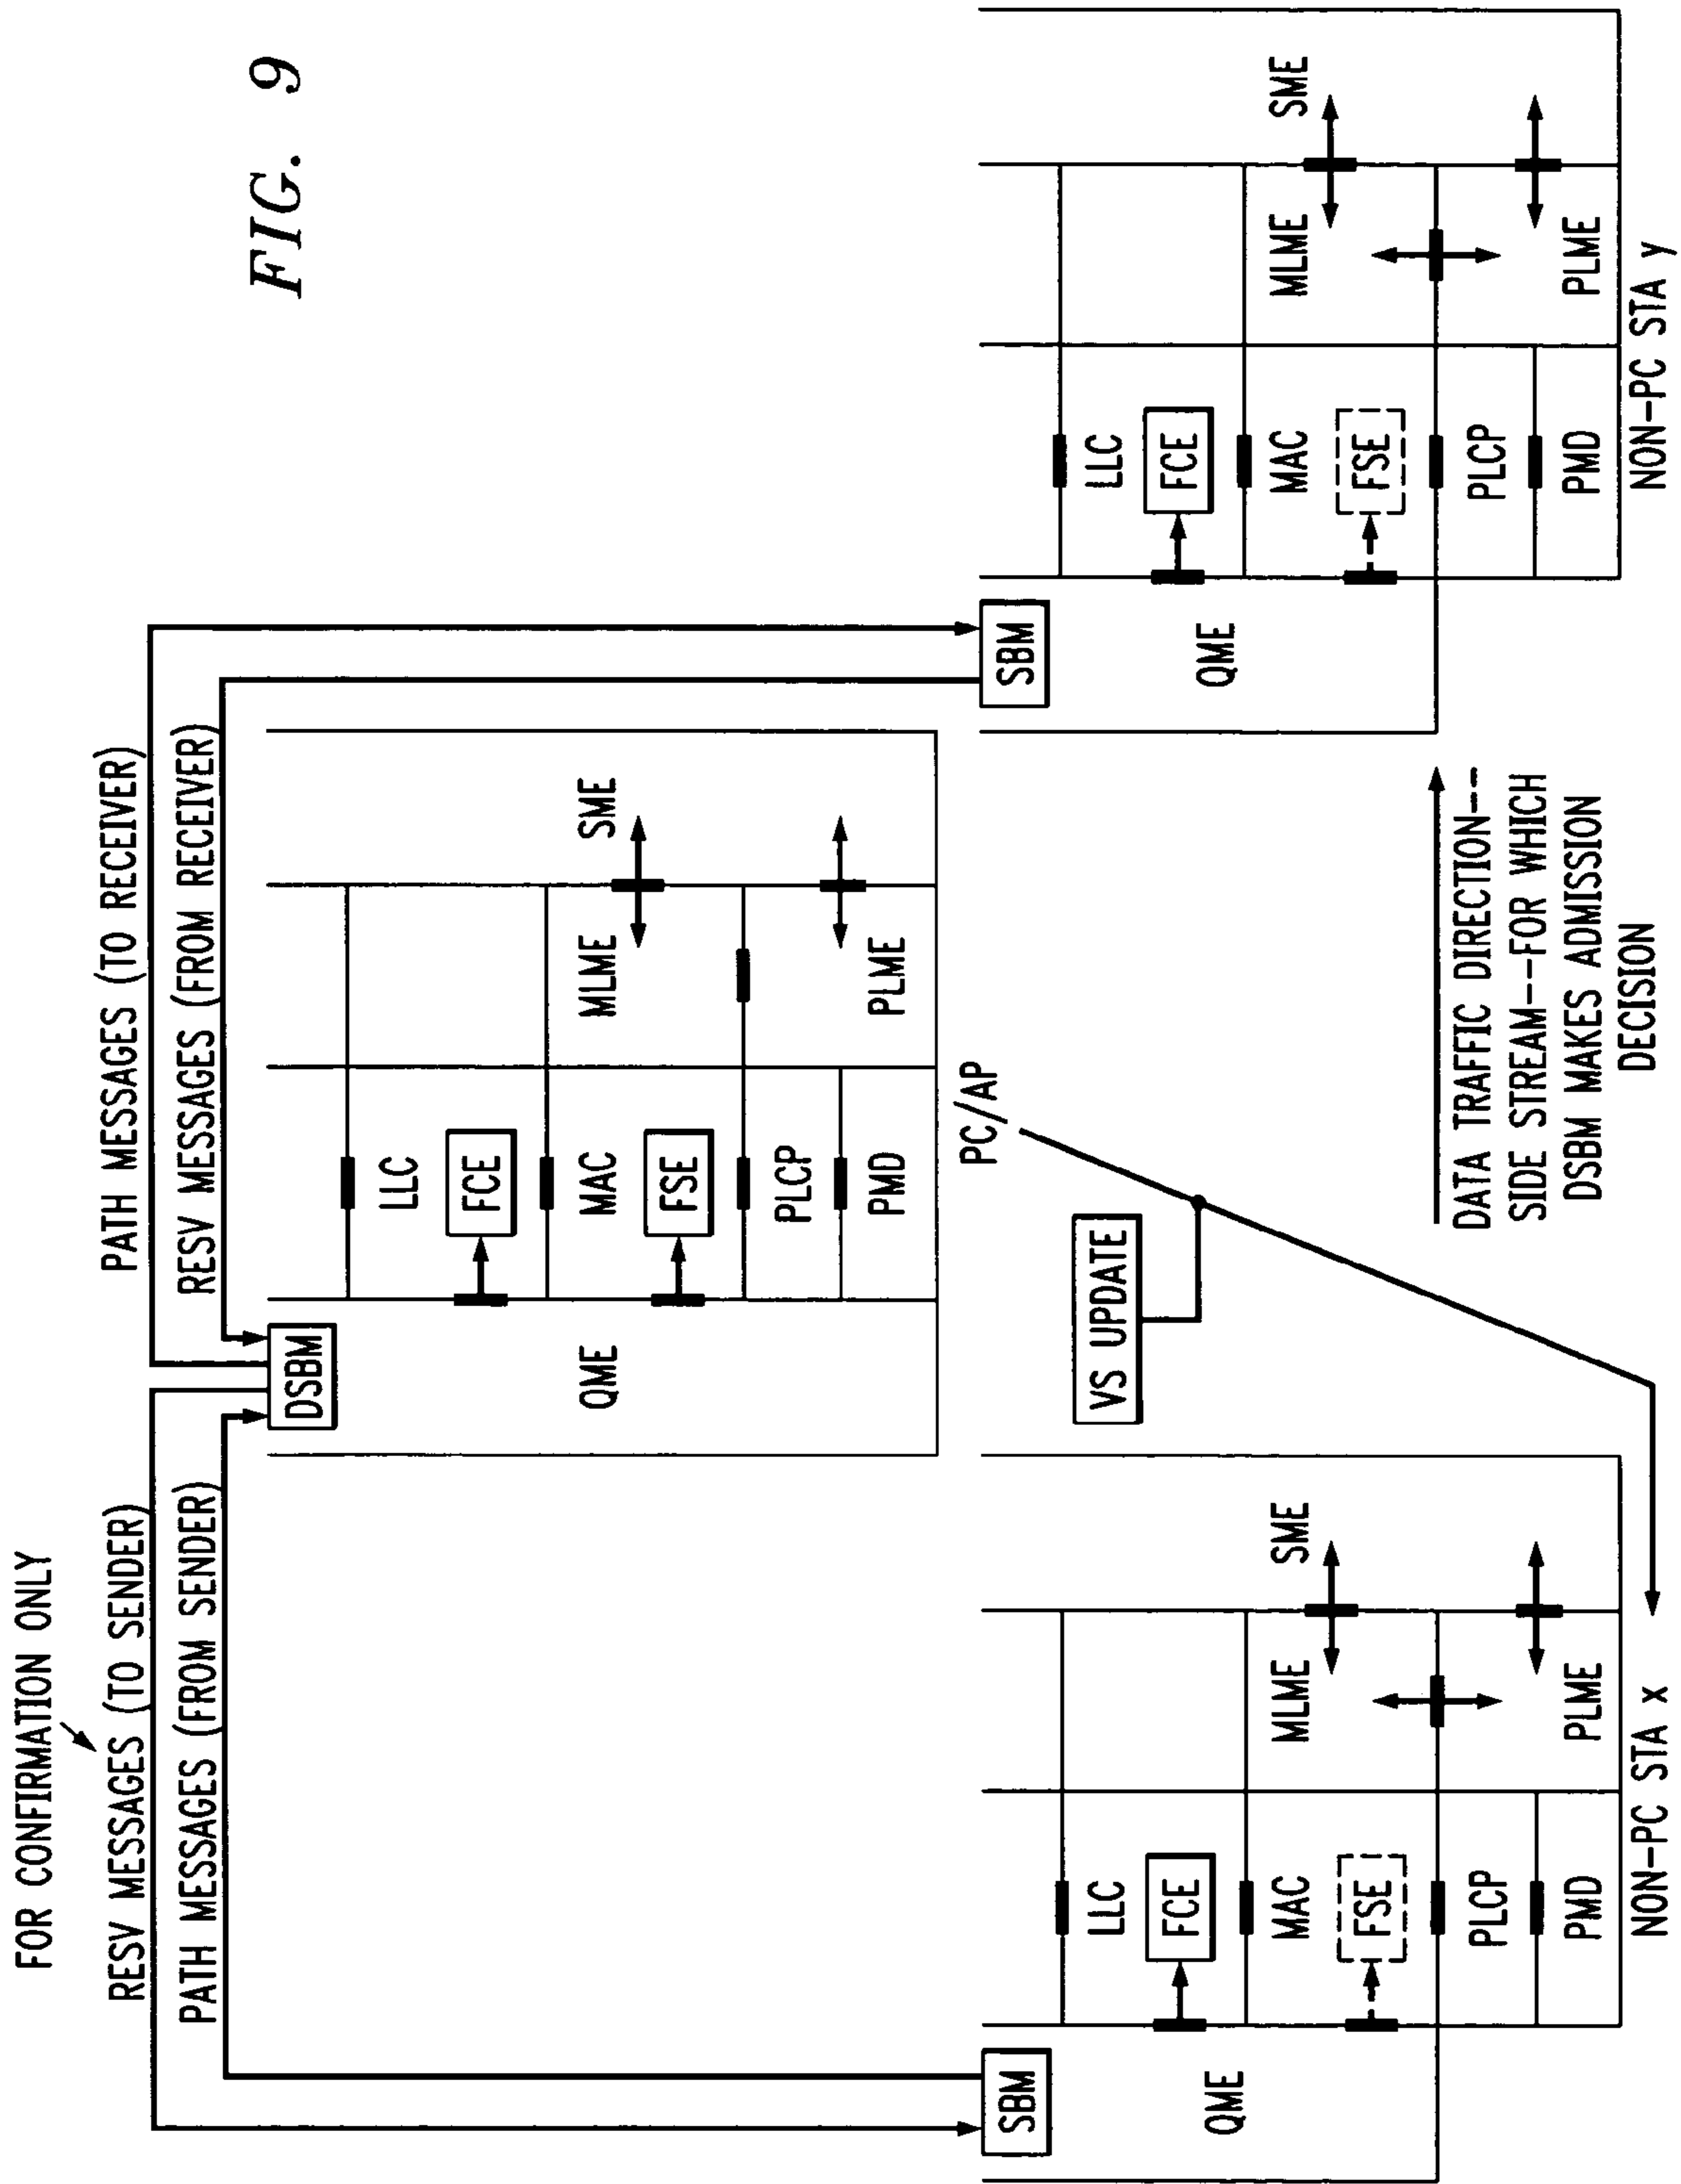 FIG. 9
FOR CONFIRMATION ONLY
RESV MESSAGES (TO SENDER)
PATH MESSAGES (FROM SENDER)
PATH MESSAGES (TO RECEIVER)
RESV MESSAGES (FROM RECEIVER)
DSBM
QME
LLC
FCE
MAC
FSE
PLCP
PMD
MLME
SME
PLME
PC/AP
VS UPDATE
SBM
QME
LLC
FCE
MAC
FSE
PLCP
PMD
MLME
SME
PLME
NON-PC STA x
DATA TRAFFIC DIRECTION--
SIDE STREAM--FOR WHICH
DSBM MAKES ADMISSION
DECISION
SBM
QME
LLC
FCE
MAC
FSE
PLCP
PMD
MLME
SME
PLME
NON-PC STA y